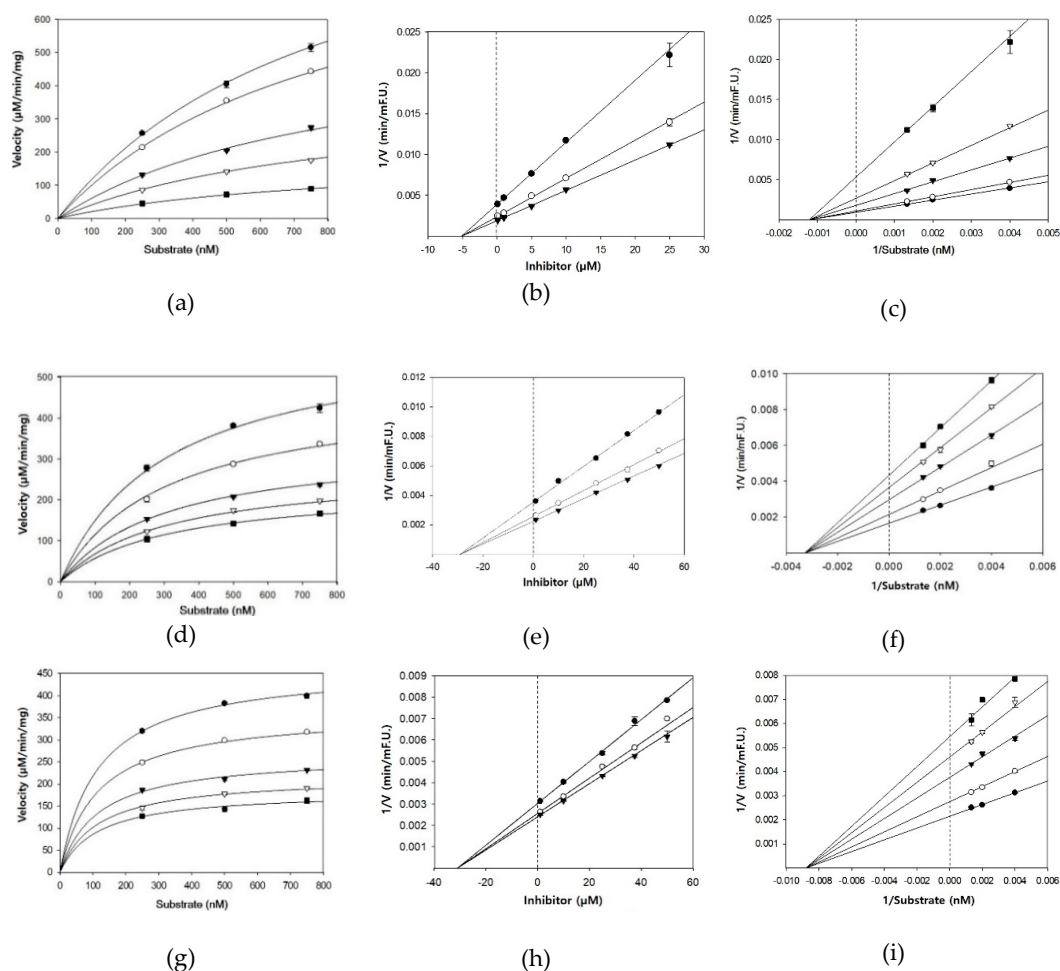 600
500
400
300
200
100
0
0 100 200 300 400 500 600 700 800
Velocity (µM/min/mg)
Substrate (nM)
(a)
0.025
0.020
0.015
0.010
0.005
-10 -5 0 5 10 15 20 25 30
1/V (min/mF.U.)
Inhibitor (µM)
(b)
0.025
0.020
0.015
0.010
0.005
-0.002 -0.001 0.000 0.001 0.002 0.003 0.004 0.005
1/V (min/mF.U.)
1/Substrate (nM)
(c)
500
400
300
200
100
0
0 100 200 300 400 500 600 700 800
Velocity (µM/min/mg)
Substrate (nM)
(d)
0.012
0.010
0.008
0.006
0.004
0.002
-40 -20 0 20 40 60
1/V (min/mF.U.)
Inhibitor (µM)
(e)
0.010
0.008
0.006
0.004
0.002
-0.004 -0.002 0.000 0.002 0.004 0.006
1/V (min/mF.U.)
1/Substrate (nM)
(f)
450
400
350
300
250
200
150
100
50
0
0 100 200 300 400 500 600 700 800
Velocity (µM/min/mg)
Substrate (nM)
(g)
0.009
0.008
0.007
0.006
0.005
0.004
0.003
0.002
0.001
-40 -20 0 20 40 60
1/V (min/mF.U.)
Inhibitor (µM)
(h)
0.008
0.007
0.006
0.005
0.004
0.003
0.002
0.001
-0.010 -0.008 -0.006 -0.004 -0.002 0.000 0.002 0.004 0.006
1/V (min/mF.U.)
1/Substrate (nM)
(i)